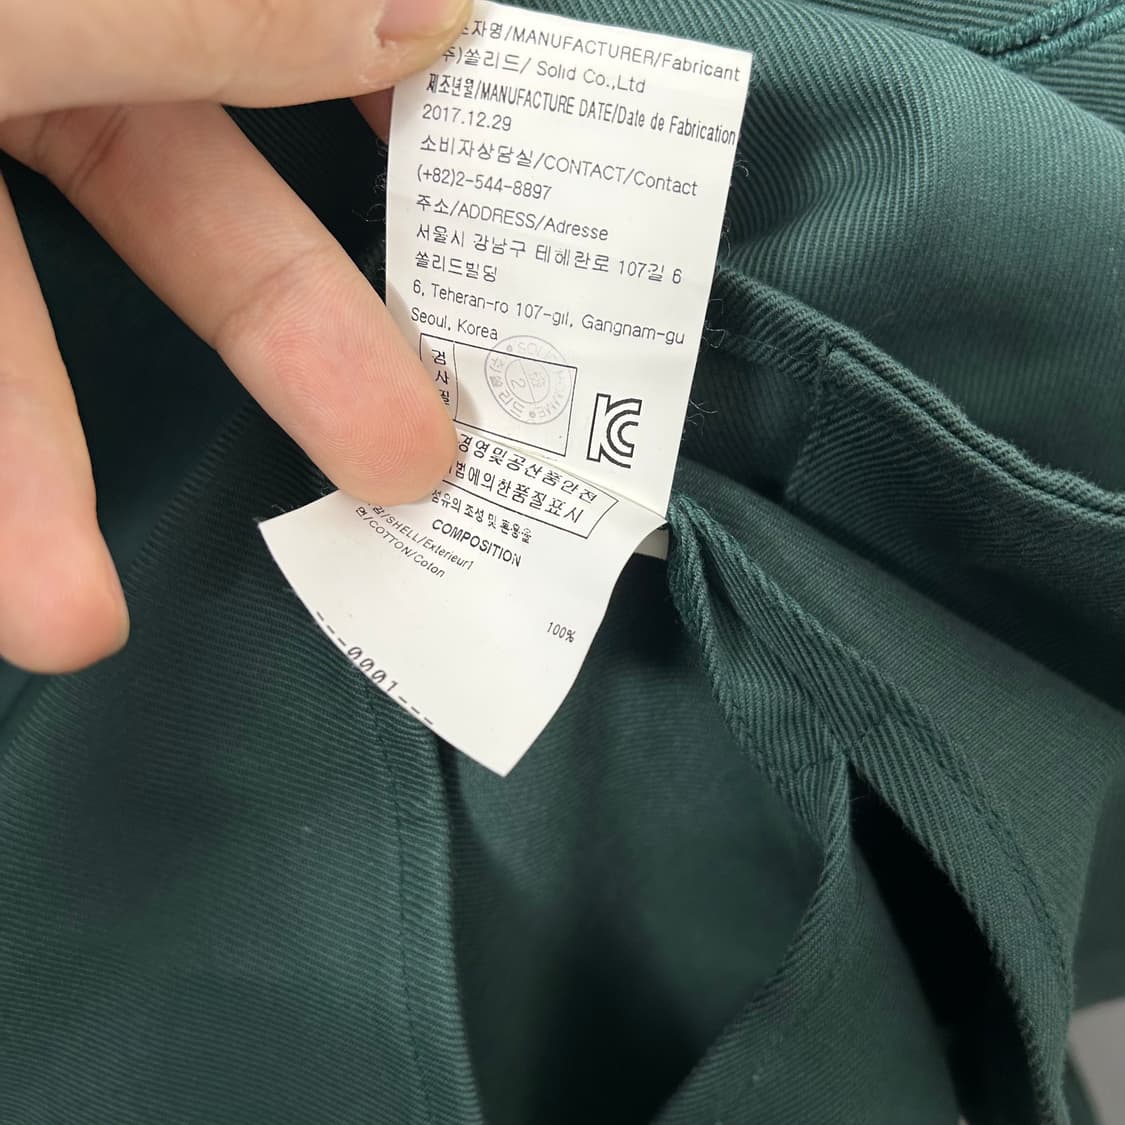 조자명/MANUFACTURER/Fabricant
주)쏠리드/ Solid Co.,Ltd
제조년월/MANUFACTURE DATE/Date de Fabrication
2017.12.29
소비자상담실/CONTACT/Contact
(+82)2-544-8897
주소/ADDRESS/Adresse
서울시 강남구 테헤란로 107길 6
쏠리드빌딩
6, Teheran-ro 107-gil, Gangnam-gu
Seoul, Korea
검사필
2
경영및공산품안전
법에의한품질표시
섬유의 조성 및 혼용율
COMPOSITION
감/SHELL/Exterieur1
면/COTTON/Coton
100%
---0001---